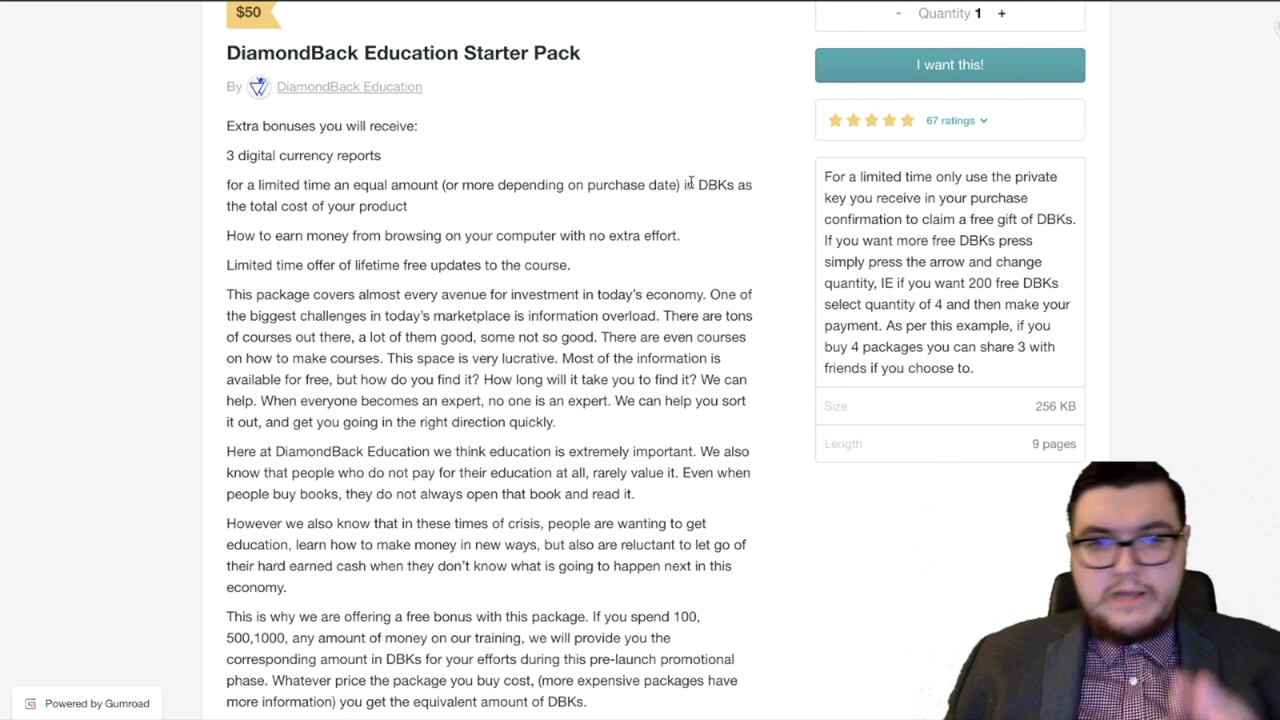 $50
DiamondBack Education Starter Pack
By DiamondBack Education
Extra bonuses you will receive:
3 digital currency reports
for a limited time an equal amount (or more depending on purchase date) in DBKs as
the total cost of your product
How to earn money from browsing on your computer with no extra effort.
Limited time offer of lifetime free updates to the course.
This package covers almost every avenue for investment in today’s economy. One of
the biggest challenges in today’s marketplace is information overload. There are tons
of courses out there, a lot of them good, some not so good. There are even courses
on how to make courses. This space is very lucrative. Most of the information is
available for free, but how do you find it? How long will it take you to find it? We can
help. When everyone becomes an expert, no one is an expert. We can help you sort
it out, and get you going in the right direction quickly.
Here at DiamondBack Education we think education is extremely important. We also
know that people who do not pay for their education at all, rarely value it. Even when
people buy books, they do not always open that book and read it.
However we also know that in these times of crisis, people are wanting to get
education, learn how to make money in new ways, but also are reluctant to let go of
their hard earned cash when they don’t know what is going to happen next in this
economy.
This is why we are offering a free bonus with this package. If you spend 100,
500,1000, any amount of money on our training, we will provide you the
corresponding amount in DBKs for your efforts during this pre-launch promotional
phase. Whatever price the package you buy cost, (more expensive packages have
more information) you get the equivalent amount of DBKs.
- Quantity 1 +
I want this!
67 ratings
For a limited time only use the private
key you receive in your purchase
confirmation to claim a free gift of DBKs.
If you want more free DBKs press
simply press the arrow and change
quantity, IE if you want 200 free DBKs
select quantity of 4 and then make your
payment. As per this example, if you
buy 4 packages you can share 3 with
friends if you choose to.
Size 256 KB
Length 9 pages
Powered by Gumroad